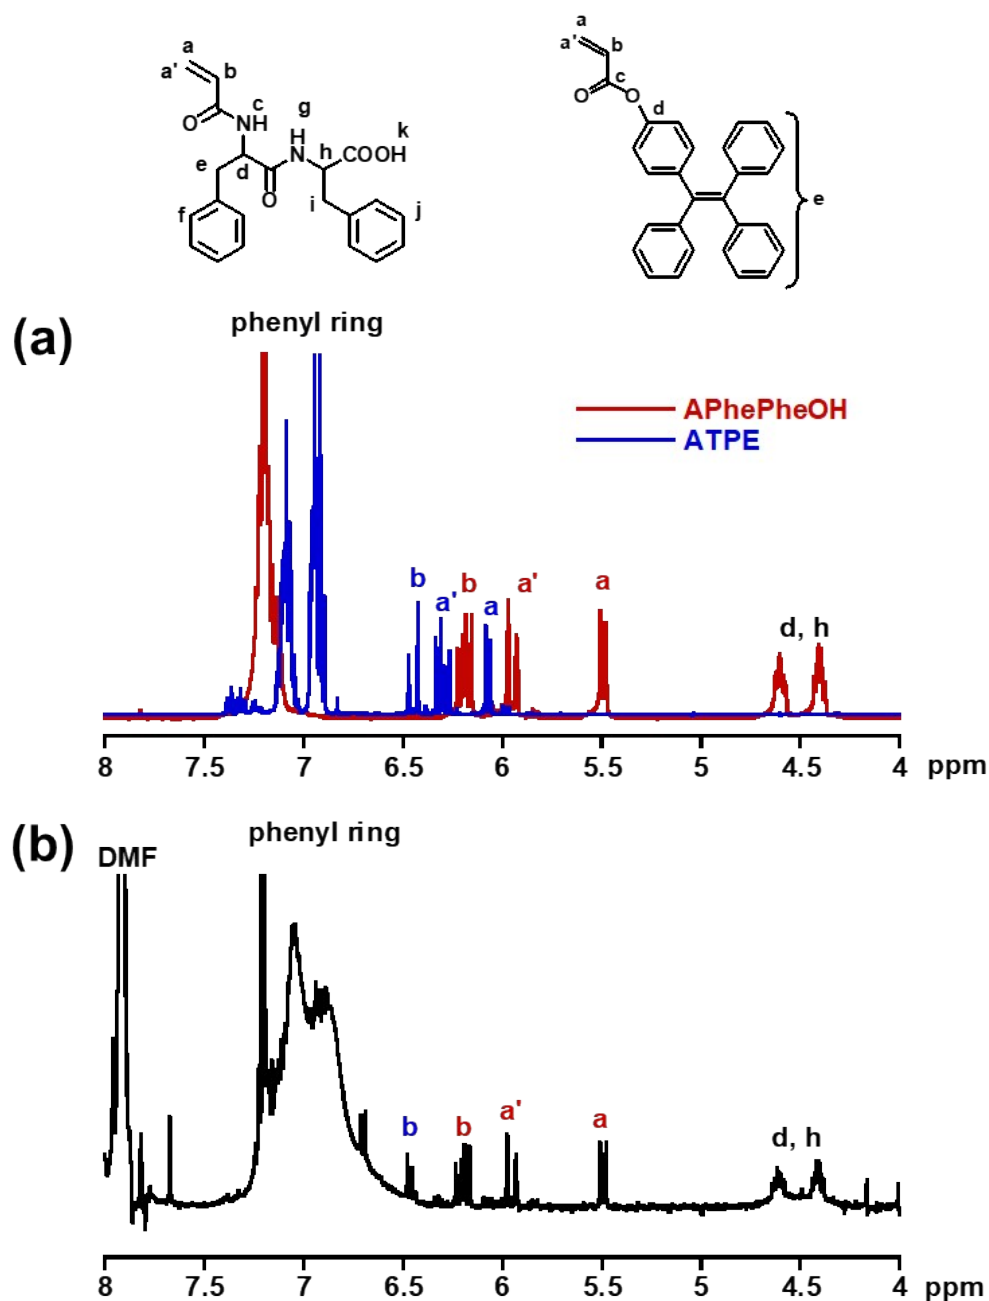 a
a'
b
O
c
NH
g
H
N
h
COOH
k
e
d
O
i
f
j
a
a'
b
c
O
O
d
e
(a)
phenyl ring
APhePheOH
ATPE
b
a'
b
a
a'
a
d, h
8 7.5 7 6.5 6 5.5 5 4.5 4 ppm
(b)
phenyl ring
DMF
b
b
a'
a
d, h
8 7.5 7 6.5 6 5.5 5 4.5 4 ppm